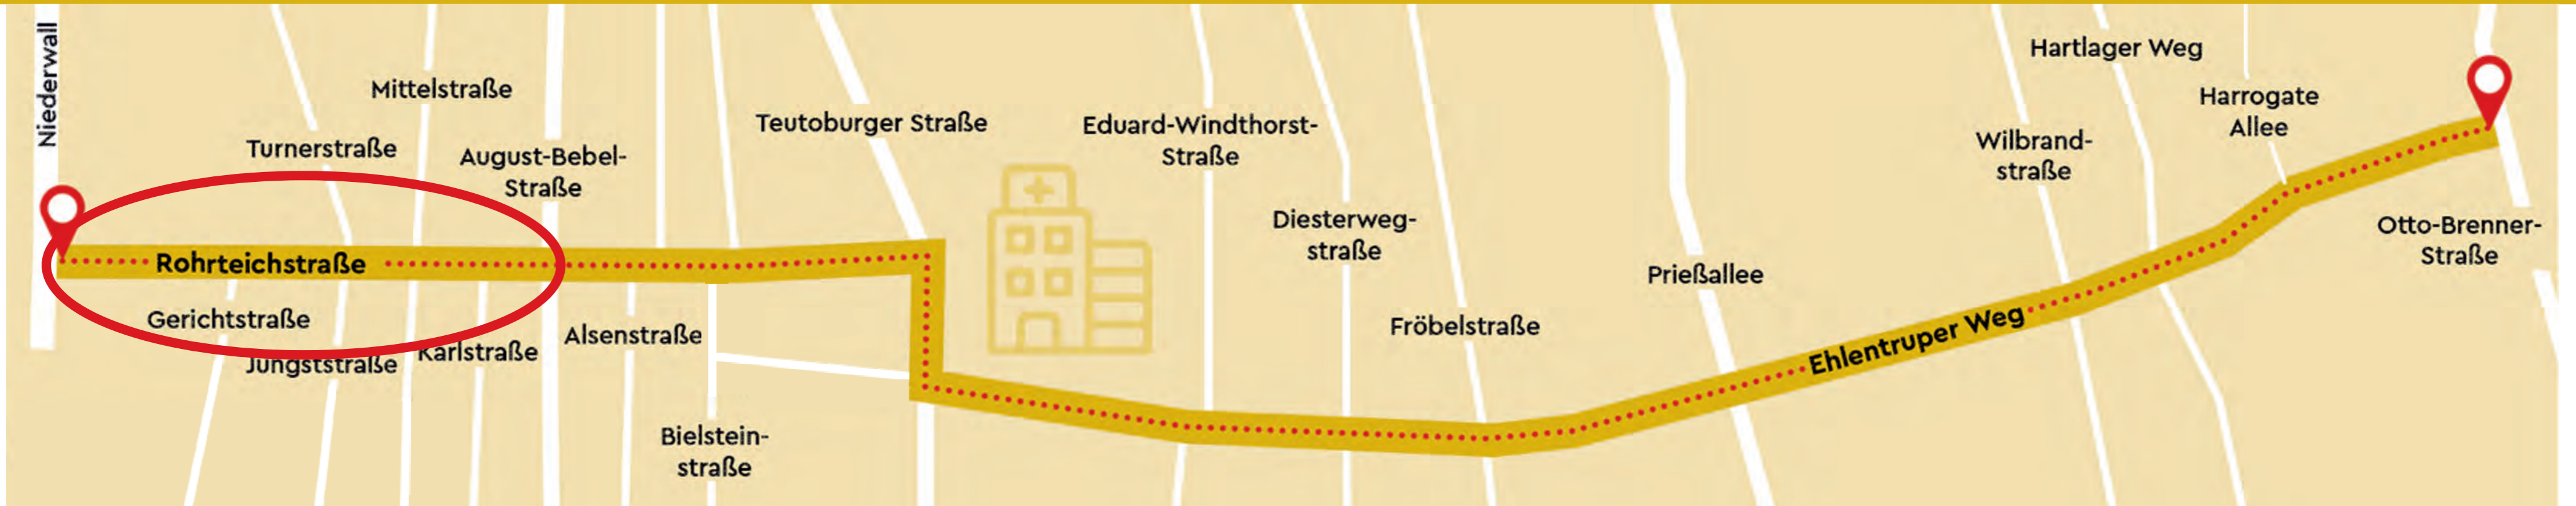 Niederwall
Mittelstraße
Turnerstraße
August-Bebel-
Straße
Teutoburger Straße
Eduard-Windthorst-
Straße
Hartlager Weg
Harrogate
Allee
Wilbrand-
straße
Diesterweg-
straße
Otto-Brenner-
Straße
Rohrteichstraße
Prießallee
Gerichtstraße
Jüngststraße
Karlstraße
Alsenstraße
Fröbelstraße
Ehlentruper Weg
Bielstein-
straße